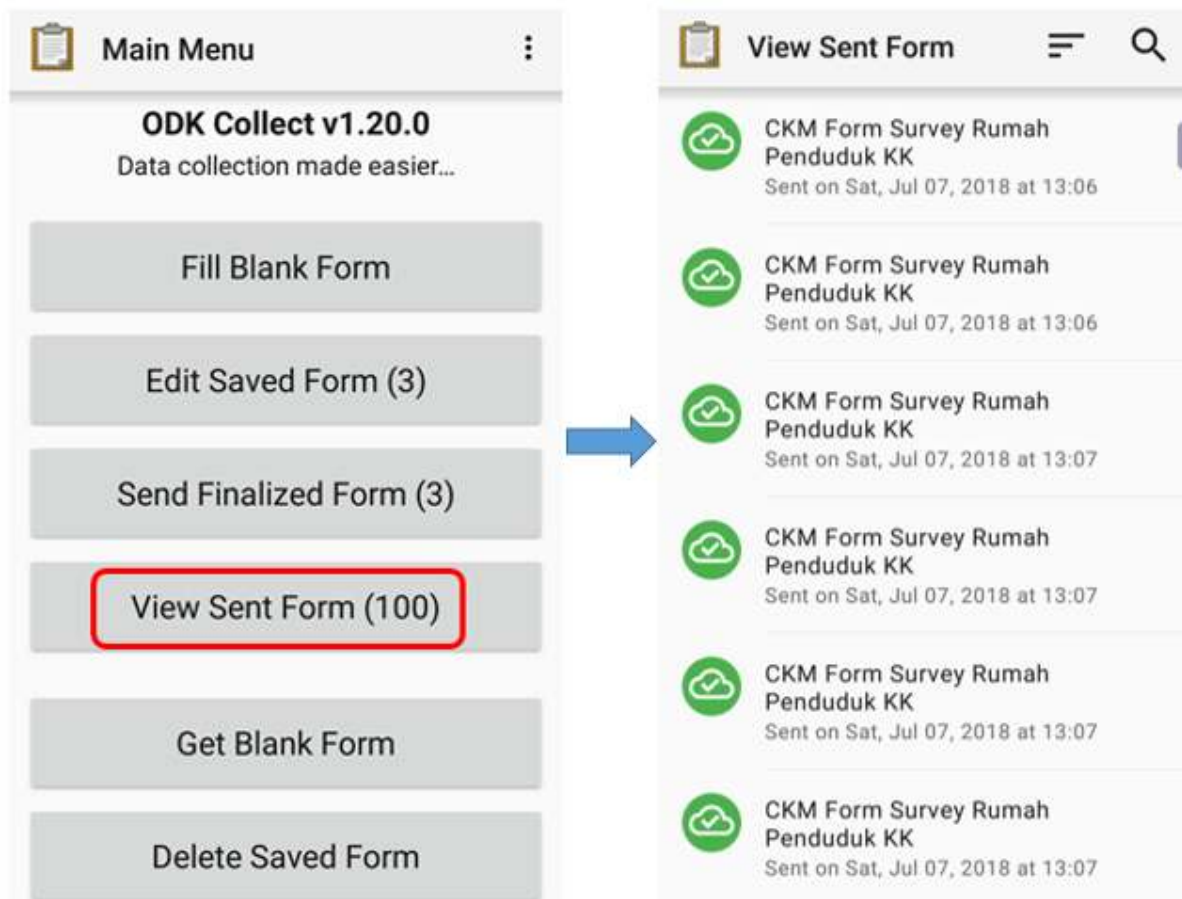 Main Menu
ODK Collect v1.20.0
Data collection made easier...
Fill Blank Form
Edit Saved Form (3)
Send Finalized Form (3)
View Sent Form (100)
Get Blank Form
Delete Saved Form
View Sent Form
CKM Form Survey Rumah
Penduduk KK
Sent on Sat, Jul 07, 2018 at 13:06
CKM Form Survey Rumah
Penduduk KK
Sent on Sat, Jul 07, 2018 at 13:06
CKM Form Survey Rumah
Penduduk KK
Sent on Sat, Jul 07, 2018 at 13:07
CKM Form Survey Rumah
Penduduk KK
Sent on Sat, Jul 07, 2018 at 13:07
CKM Form Survey Rumah
Penduduk KK
Sent on Sat, Jul 07, 2018 at 13:07
CKM Form Survey Rumah
Penduduk KK
Sent on Sat, Jul 07, 2018 at 13:07